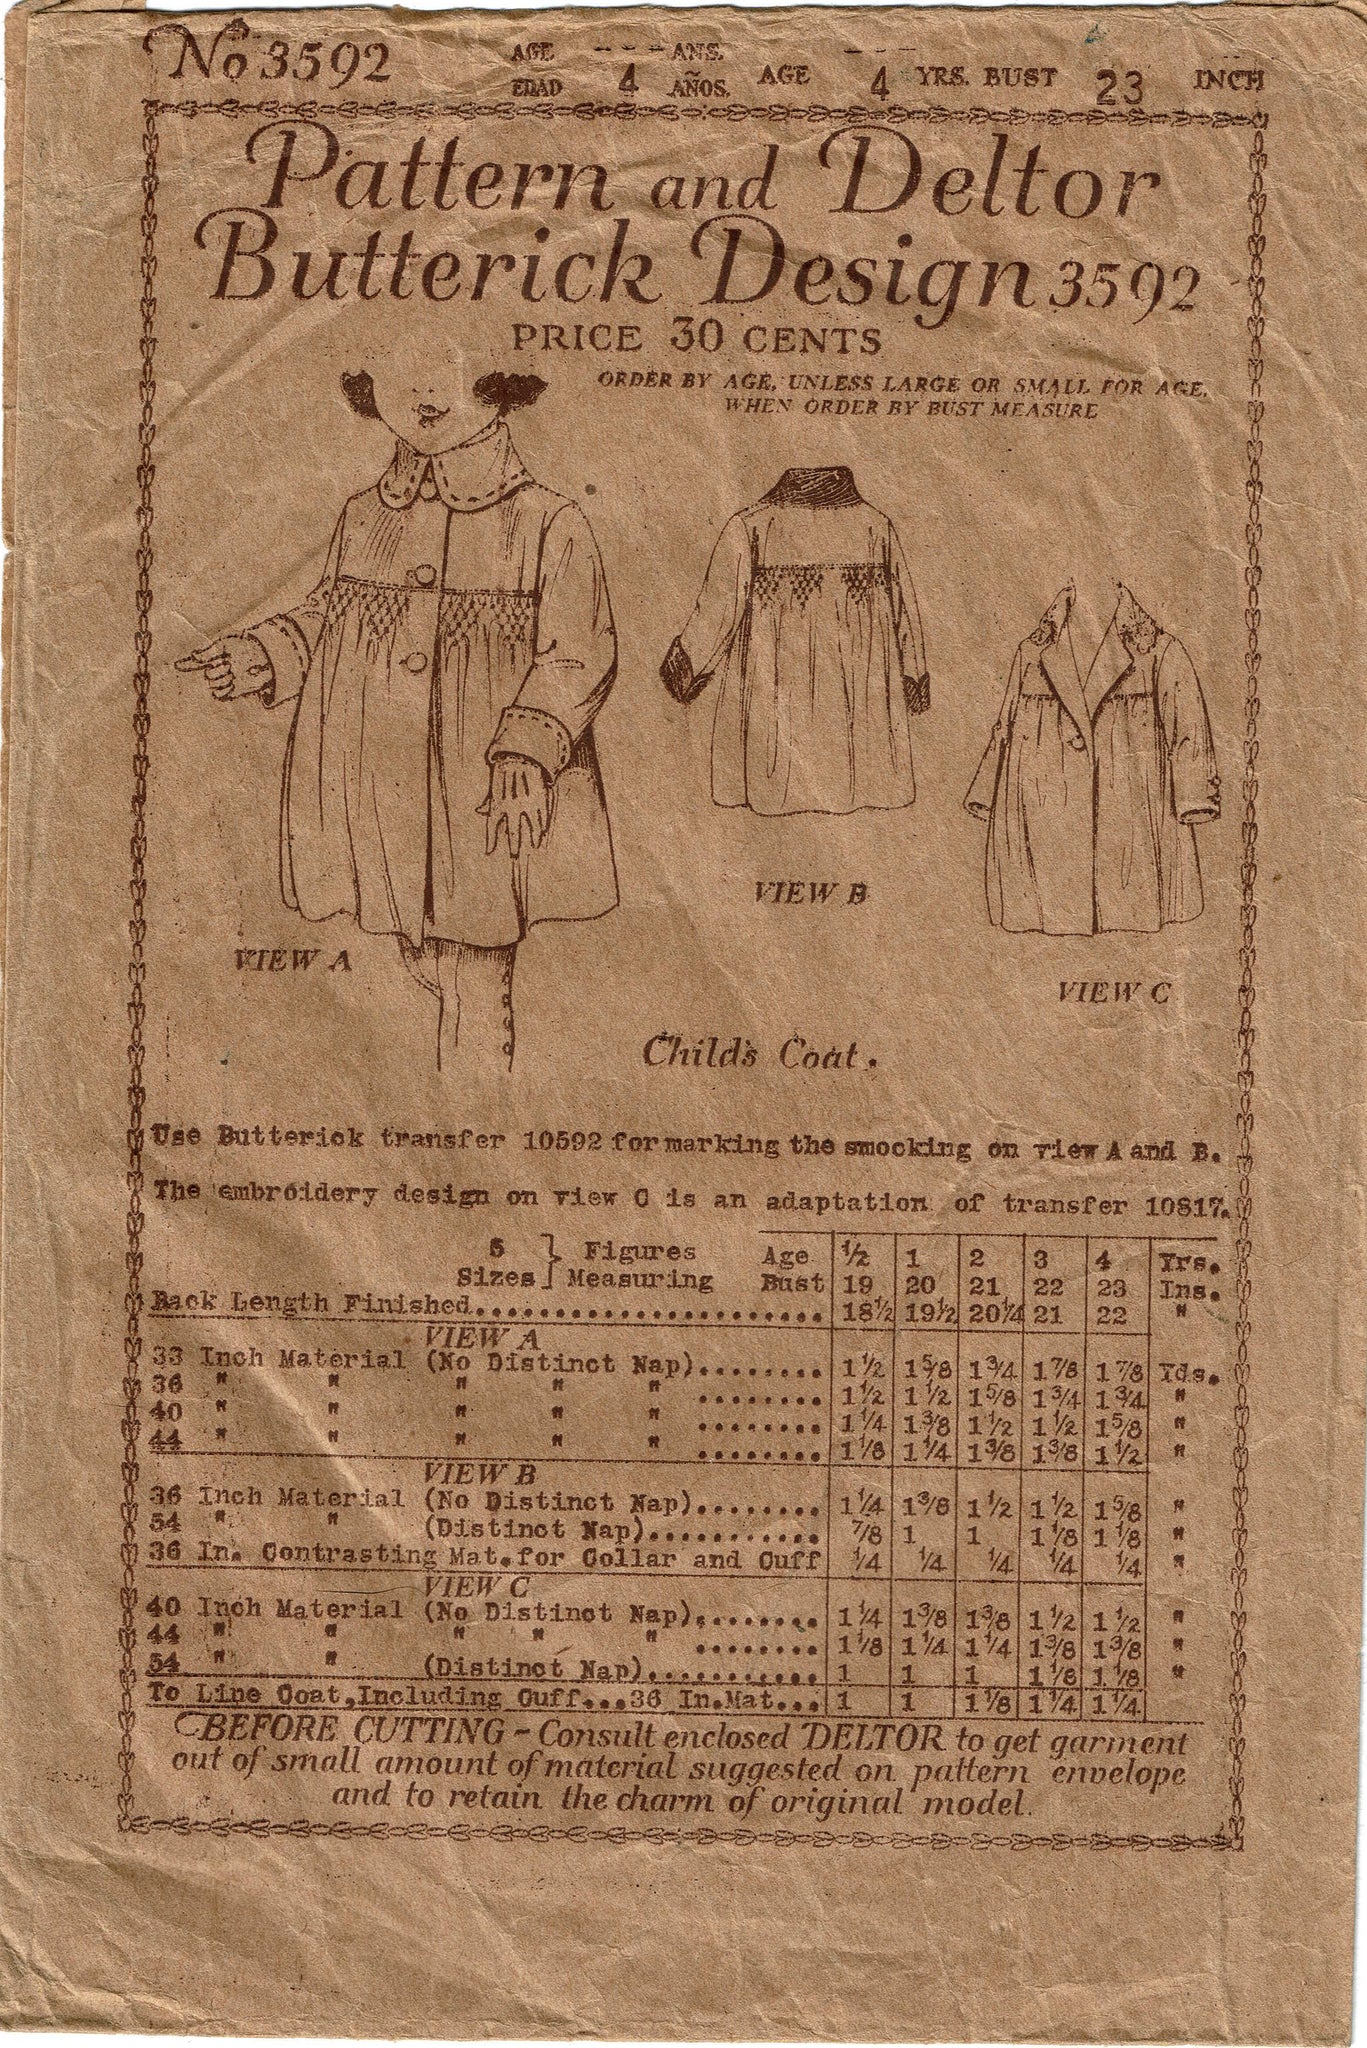 No 3592 AGE - - - ANS. - - -
EDAD 4 AÑOS. AGE 4 YRS. BUST 23 INCH
Pattern and Deltor
Butterick Design 3592
PRICE 30 CENTS
ORDER BY AGE, UNLESS LARGE OR SMALL FOR AGE,
WHEN ORDER BY BUST MEASURE
VIEW A
VIEW B
VIEW C
Child's Coat.
Use Butterick transfer 10592 for marking the smocking on view A and B.
The embroidery design on view C is an adaptation of transfer 10817.
5 } Figures Age ½ 1 2 3 4 Yrs.
Sizes } Measuring Bust 19 20 21 22 23 Ins.
Back Length Finished...................... 18½ 19½ 20¼ 21 22 "
VIEW A
33 Inch Material (No Distinct Nap)........ 1½ 1⅝ 1¾ 1⅞ 1⅞ Yds.
36 " " " " " ........ 1½ 1½ 1⅝ 1¾ 1¾ "
40 " " " " " ........ 1¼ 1⅜ 1½ 1½ 1⅝ "
44 " " " " " ........ 1⅛ 1¼ 1⅜ 1⅜ 1½ "
VIEW B
36 Inch Material (No Distinct Nap)........ 1¼ 1⅜ 1½ 1½ 1⅝ "
54 " " (Distinct Nap)........... ⅞ 1 1 1⅛ 1⅛ "
36 In. Contrasting Mat. for Collar and Cuff ¼ ¼ ¼ ¼ ¼ "
VIEW C
40 Inch Material (No Distinct Nap)........ 1¼ 1⅜ 1⅜ 1½ 1½ "
44 " " " " " ........ 1⅛ 1¼ 1¼ 1⅜ 1⅜ "
54 " " (Distinct Nap)........... 1 1 1 1⅛ 1⅛ "
To Line Coat, Including Cuff...36 In.Mat... 1 1 1⅛ 1¼ 1¼
BEFORE CUTTING - Consult enclosed DELTOR to get garment
out of small amount of material suggested on pattern envelope
and to retain the charm of original model.